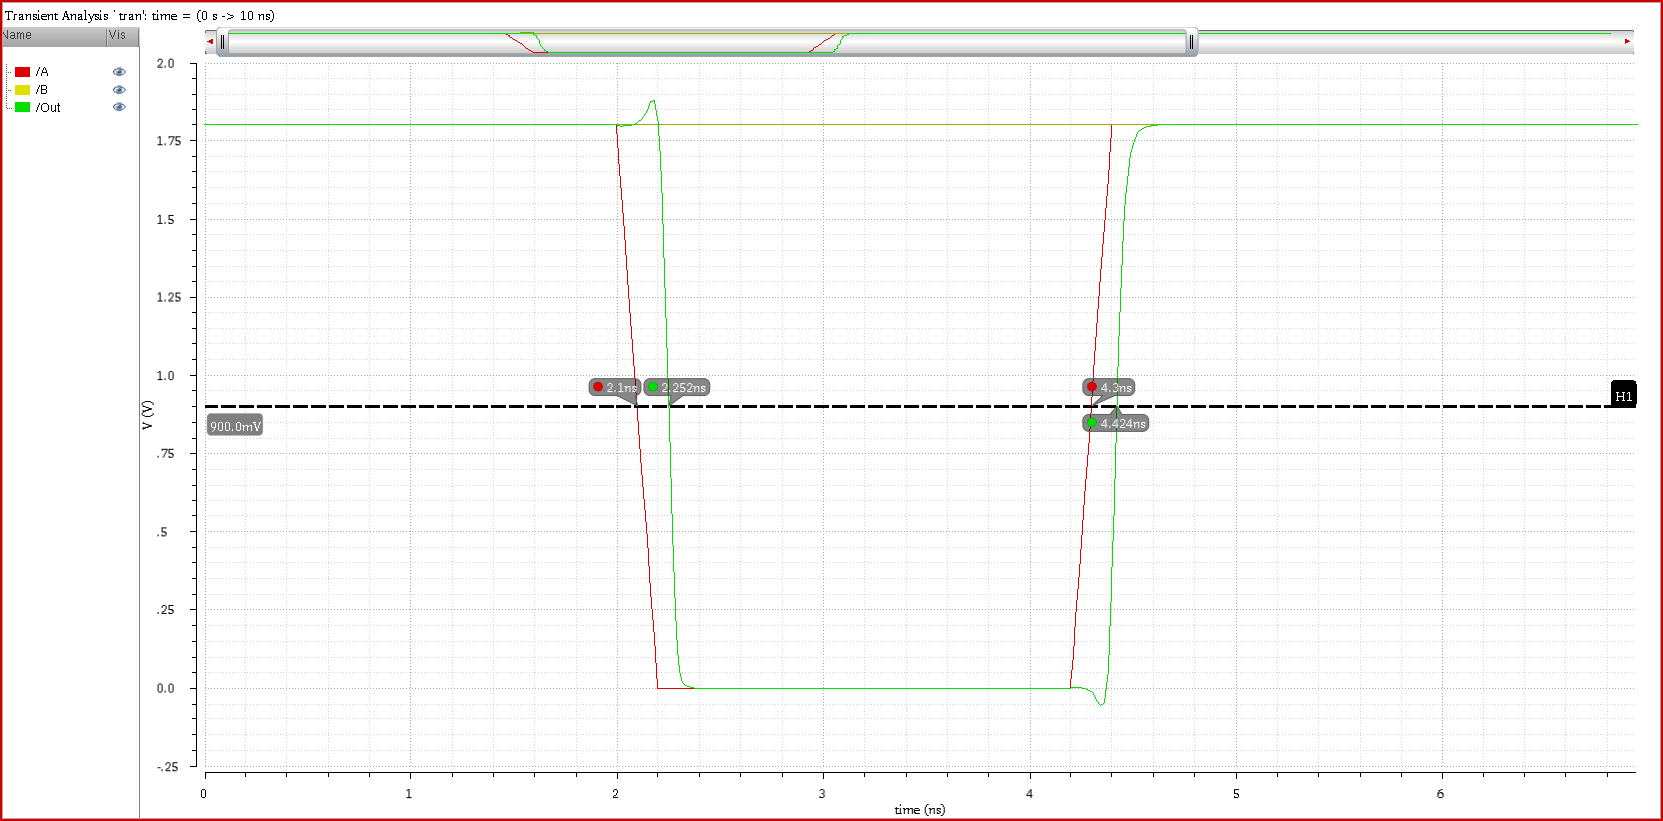 Transient Analysis `tran': time = (0 s -> 10 ns)
Name Vis
/A
/B
/Out
2.0
1.75
1.5
1.25
1.0
.75
.5
.25
0.0
-.25
V (V)
2.1ns
2.252ns
4.3ns
4.424ns
900.0mV
H1
0 1 2 3 4 5 6
time (ns)